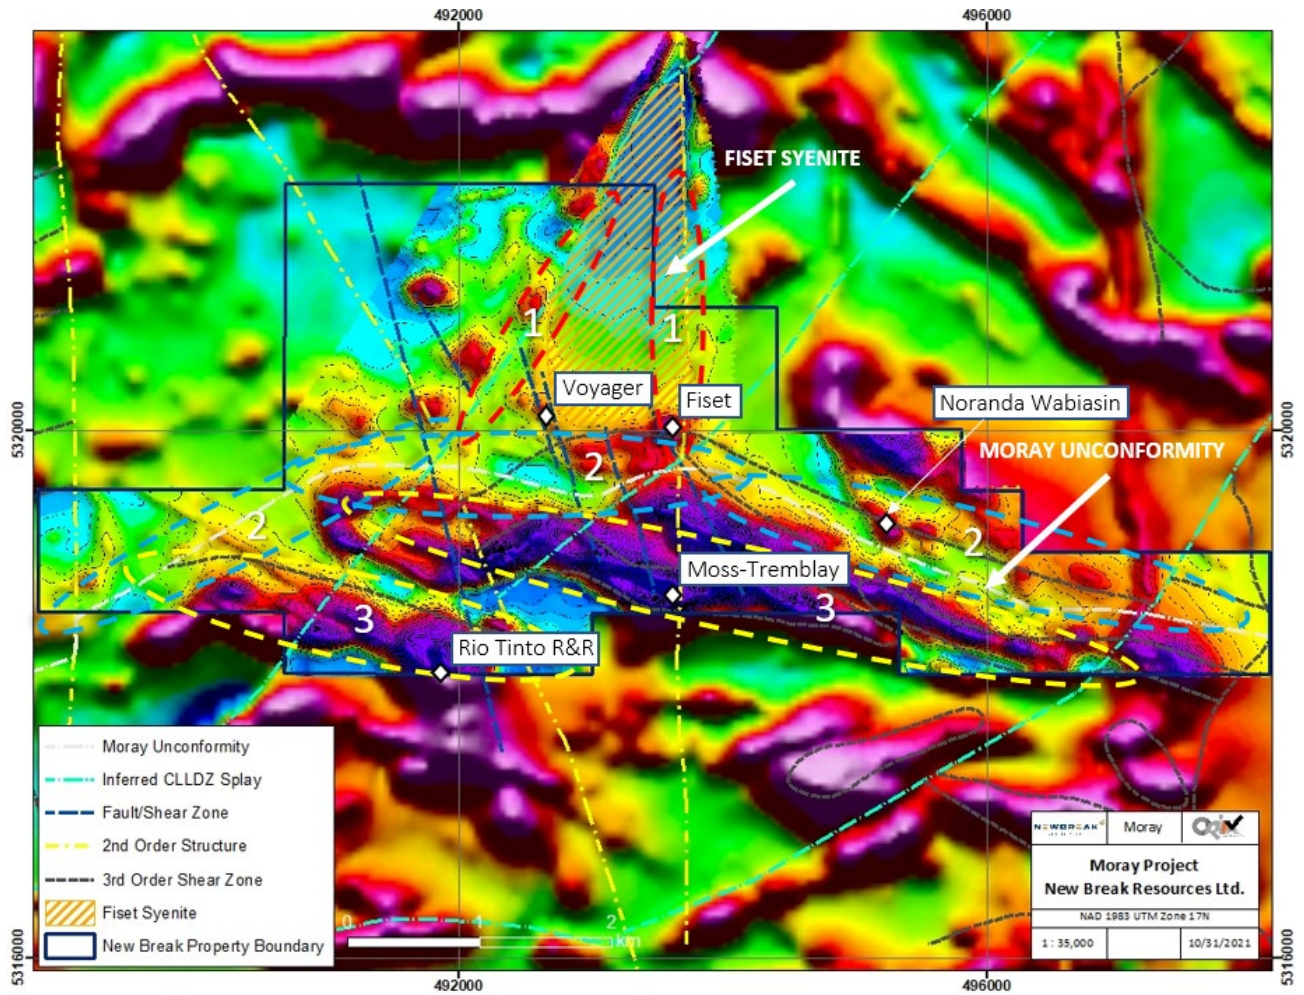 492000
496000
FISET SYENITE
1
1
Voyager
Fiset
Noranda Wabiasin
5320000
5320000
MORAY UNCONFORMITY
2
2
2
Moss-Tremblay
3
3
Rio Tinto R&R
Moray Unconformity
Inferred CLLDZ Splay
Fault/Shear Zone
2nd Order Structure
3rd Order Shear Zone
Fiset Syenite
New Break Property Boundary
0
1
2
km
NEWBREAK
Moray
Orix
Moray Project
New Break Resources Ltd.
NAD 1983 UTM Zone 17N
1: 35,000
10/31/2021
5316000
5316000
492000
496000